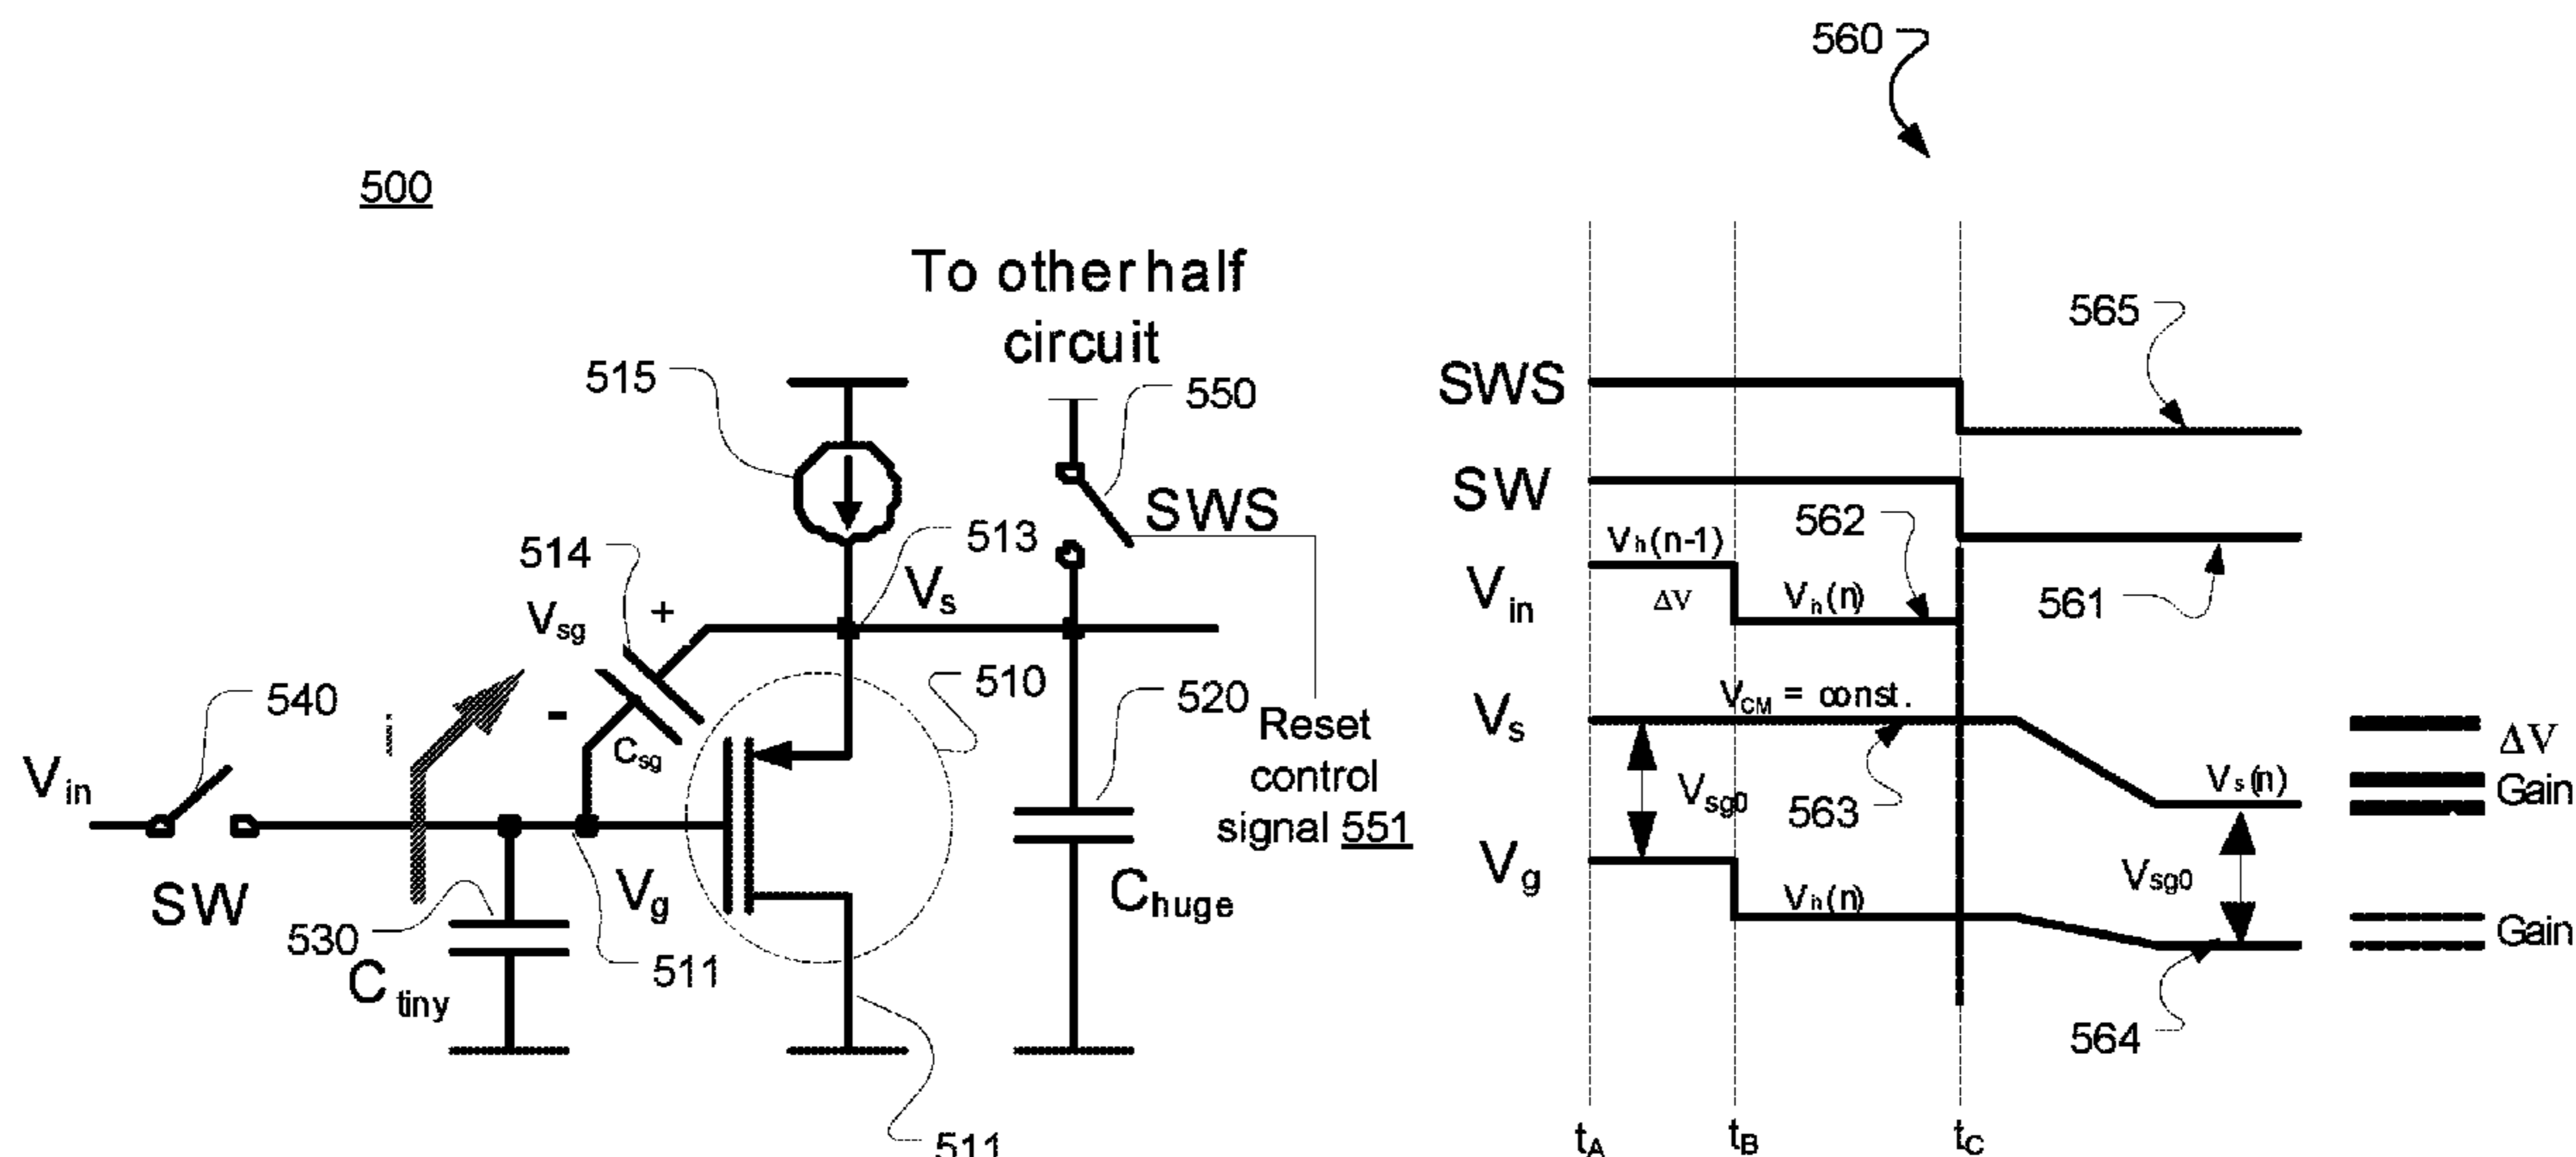 500
To other half
circuit
515
550
SWS
513
514
Vs
Vsg
+
-
i
Csg
540
510
520
Reset
control
signal 551
Vin
SW
Vg
530
Ctiny
511
Chuge
511
560
565
SWS
SW
562
Vh(n-1)
Vin
ΔV
Vh(n)
561
VCM = const.
Vs
ΔV
Vsg0
563
Vs(n)
Gain
Vg
Vh(n)
Vsg0
Gain
564
tA
tB
tC